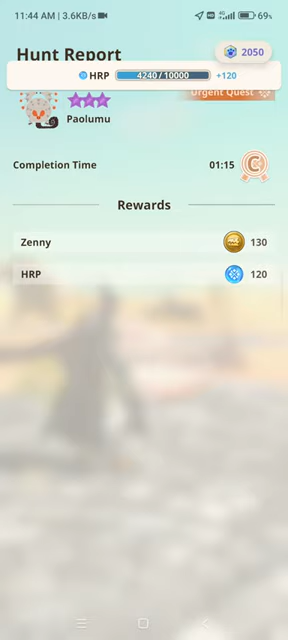 11:44 AM | 3.6KB/s
4G
69%
Hunt Report
2050
HRP
4240 / 10000
+120
Urgent Quest
Paolumu
Completion Time
01:15
C
Rewards
Zenny
130
HRP
120